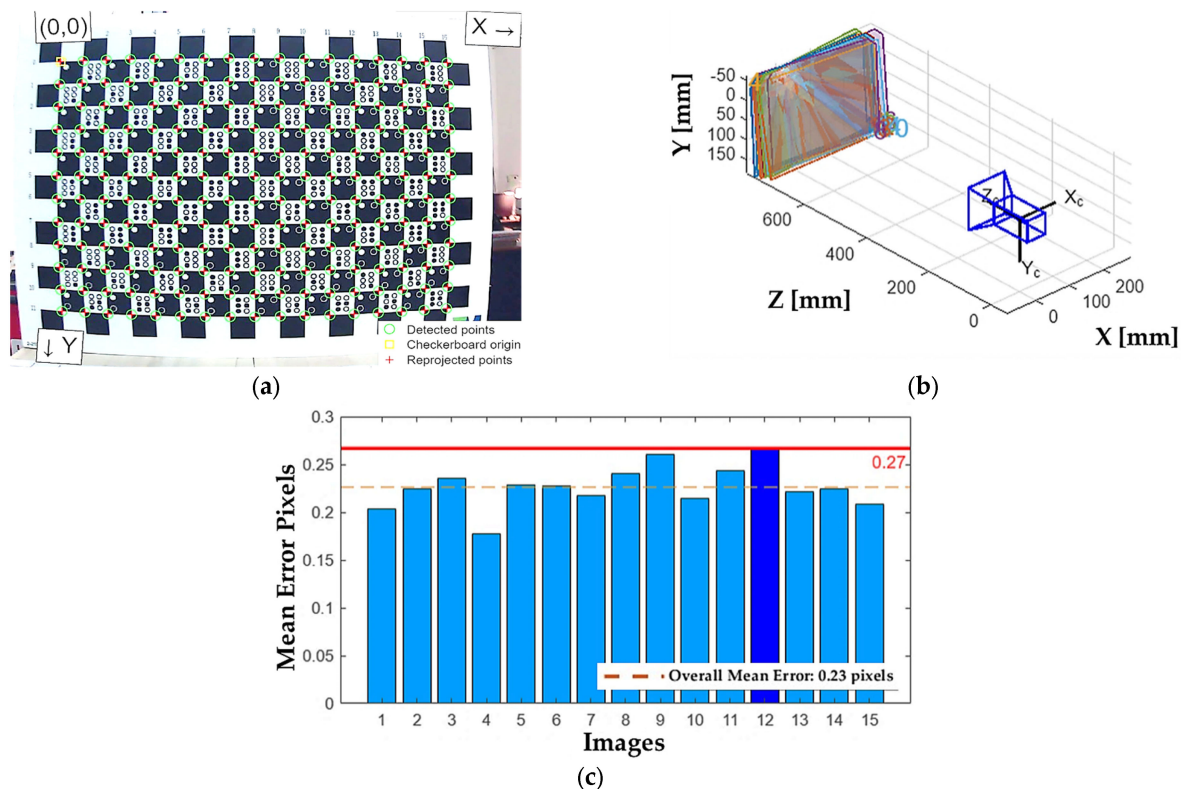 (0,0)
X →
↓ Y
Detected points
Checkerboard origin
Reprojected points
(a)
-50
0
50
100
150
Y [mm]
600
400
200
0
Z [mm]
0
100
200
X [mm]
Zc
Xc
Yc
(b)
0.3
0.25
0.2
0.15
0.1
0.05
0
Mean Error Pixels
0.27
Overall Mean Error: 0.23 pixels
1 2 3 4 5 6 7 8 9 10 11 12 13 14 15
Images
(c)